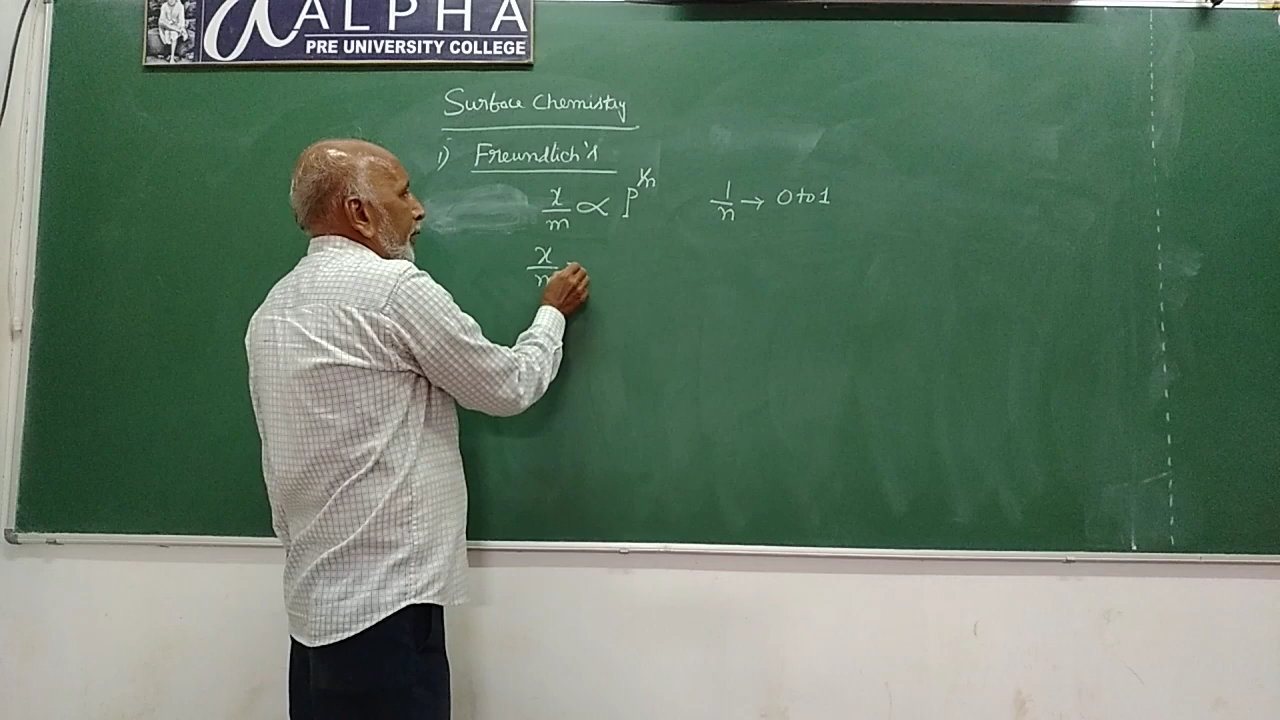 ALPHA
PRE UNIVERSITY COLLEGE
Surface Chemistry
1) Freundlich's
x/m ∝ P^1/n 1/n → 0 to 1
x/m